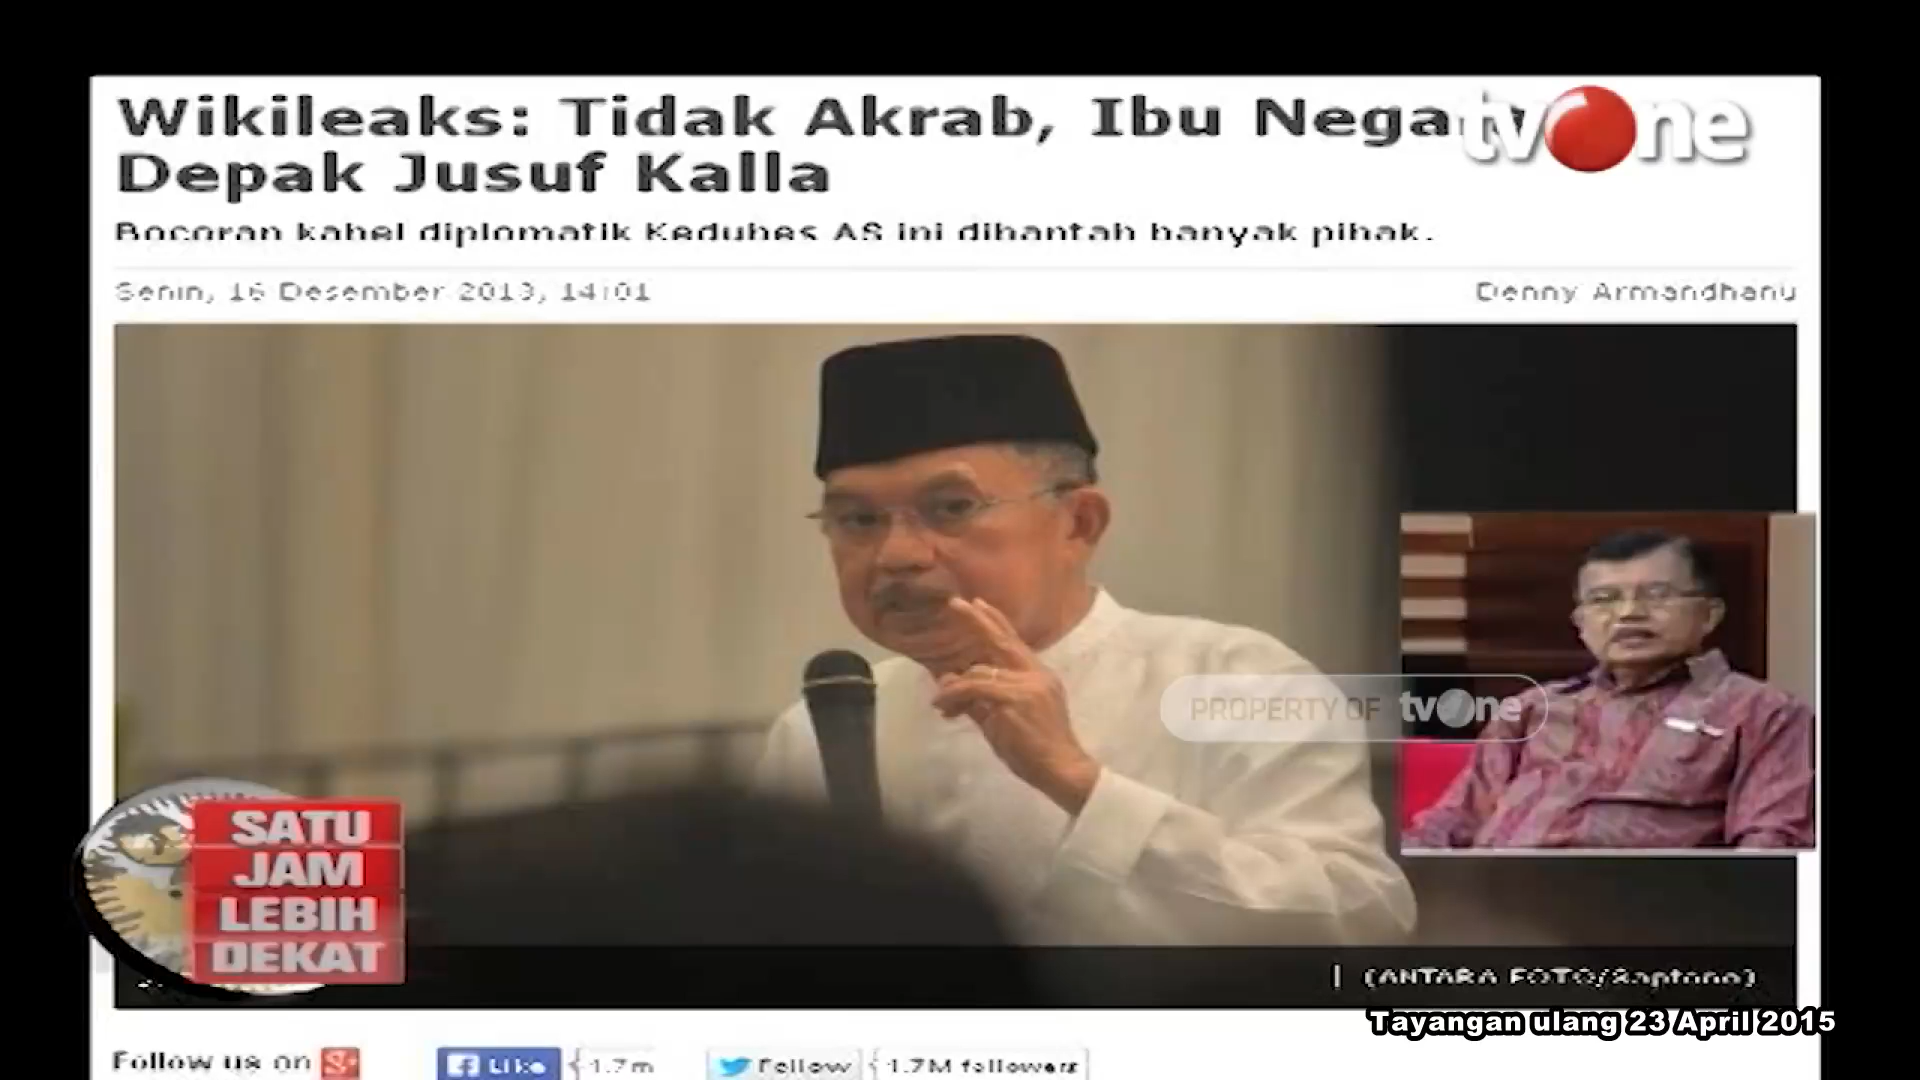 Wikileaks: Tidak Akrab, Ibu Negara
tvOne
Depak Jusuf Kalla
Bocoran kabel diplomatik Kedubes AS ini dibantah banyak pihak.
Senin, 16 Desember 2013, 14:01
Denny Armandhanu
PROPERTY OF tvOne
SATU
JAM
LEBIH
DEKAT
| (ANTARA FOTO/Saptono)
Tayangan ulang 23 April 2015
Follow us on
Like
1.7m
Follow
1.7M followers